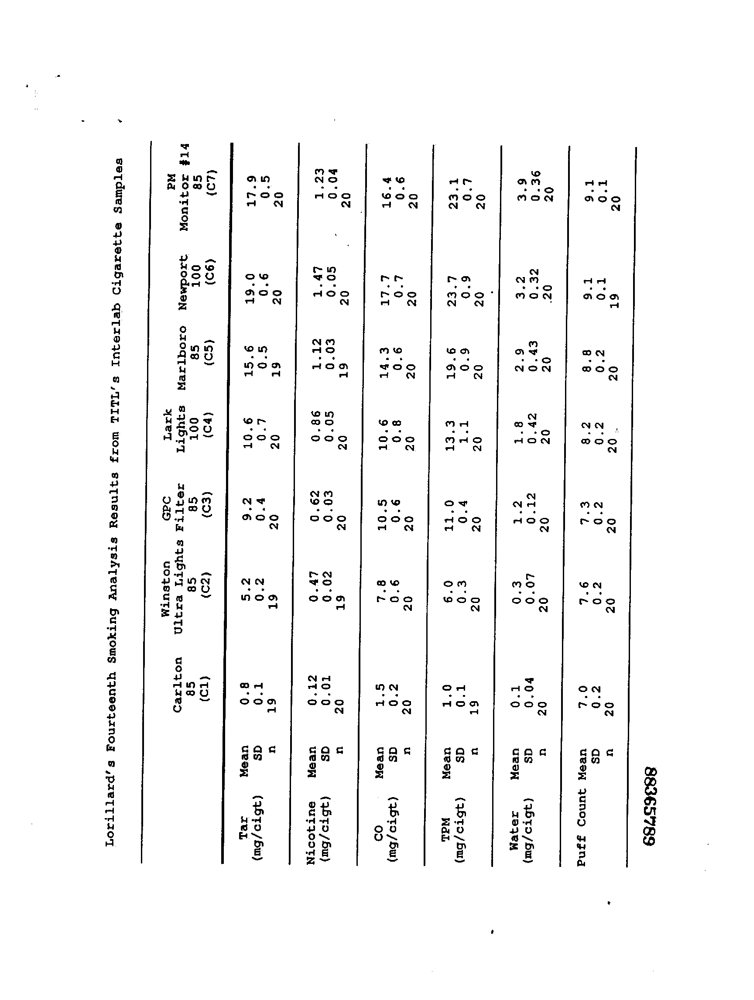 Lorillard's Fourteenth Smoking Analysis Results from TITL's Interlab Cigarette Samples
Carlton Winston GPC Lark Marlboro Newport PM
85 Ultra Lights Filter Lights 85 100 Monitor #14
(C1) 85 85 100 (C5) (C6) 85
(C2) (C3) (C4) (C7)
Tar Mean 0.8 5.2 9.2 10.6 15.6 19.0 17.9
(mg/cigt) SD 0.1 0.2 0.4 0.7 0.5 0.6 0.5
n 19 19 20 20 19 20 20
Nicotine Mean 0.12 0.47 0.62 0.86 1.12 1.47 1.23
(mg/cigt) SD 0.01 0.02 0.03 0.05 0.03 0.05 0.04
n 20 19 20 20 19 20 20
CO Mean 1.5 7.8 10.5 10.6 14.3 17.7 16.4
(mg/cigt) SD 0.2 0.6 0.6 0.8 0.6 0.7 0.6
n 20 20 20 20 20 20 20
TPM Mean 1.0 6.0 11.0 13.3 19.6 23.7 23.1
(mg/cigt) SD 0.1 0.3 0.4 1.1 0.9 0.9 0.7
n 19 20 20 20 20 20 20
Water Mean 0.1 0.3 1.2 1.8 2.9 3.2 3.9
(mg/cigt) SD 0.04 0.07 0.12 0.42 0.43 0.32 0.36
n 20 20 20 20 20 20 20
Puff Count Mean 7.0 7.6 7.3 8.2 8.8 9.1 9.1
SD 0.2 0.2 0.2 0.2 0.2 0.1 0.1
n 20 20 20 20 20 19 20
88365789